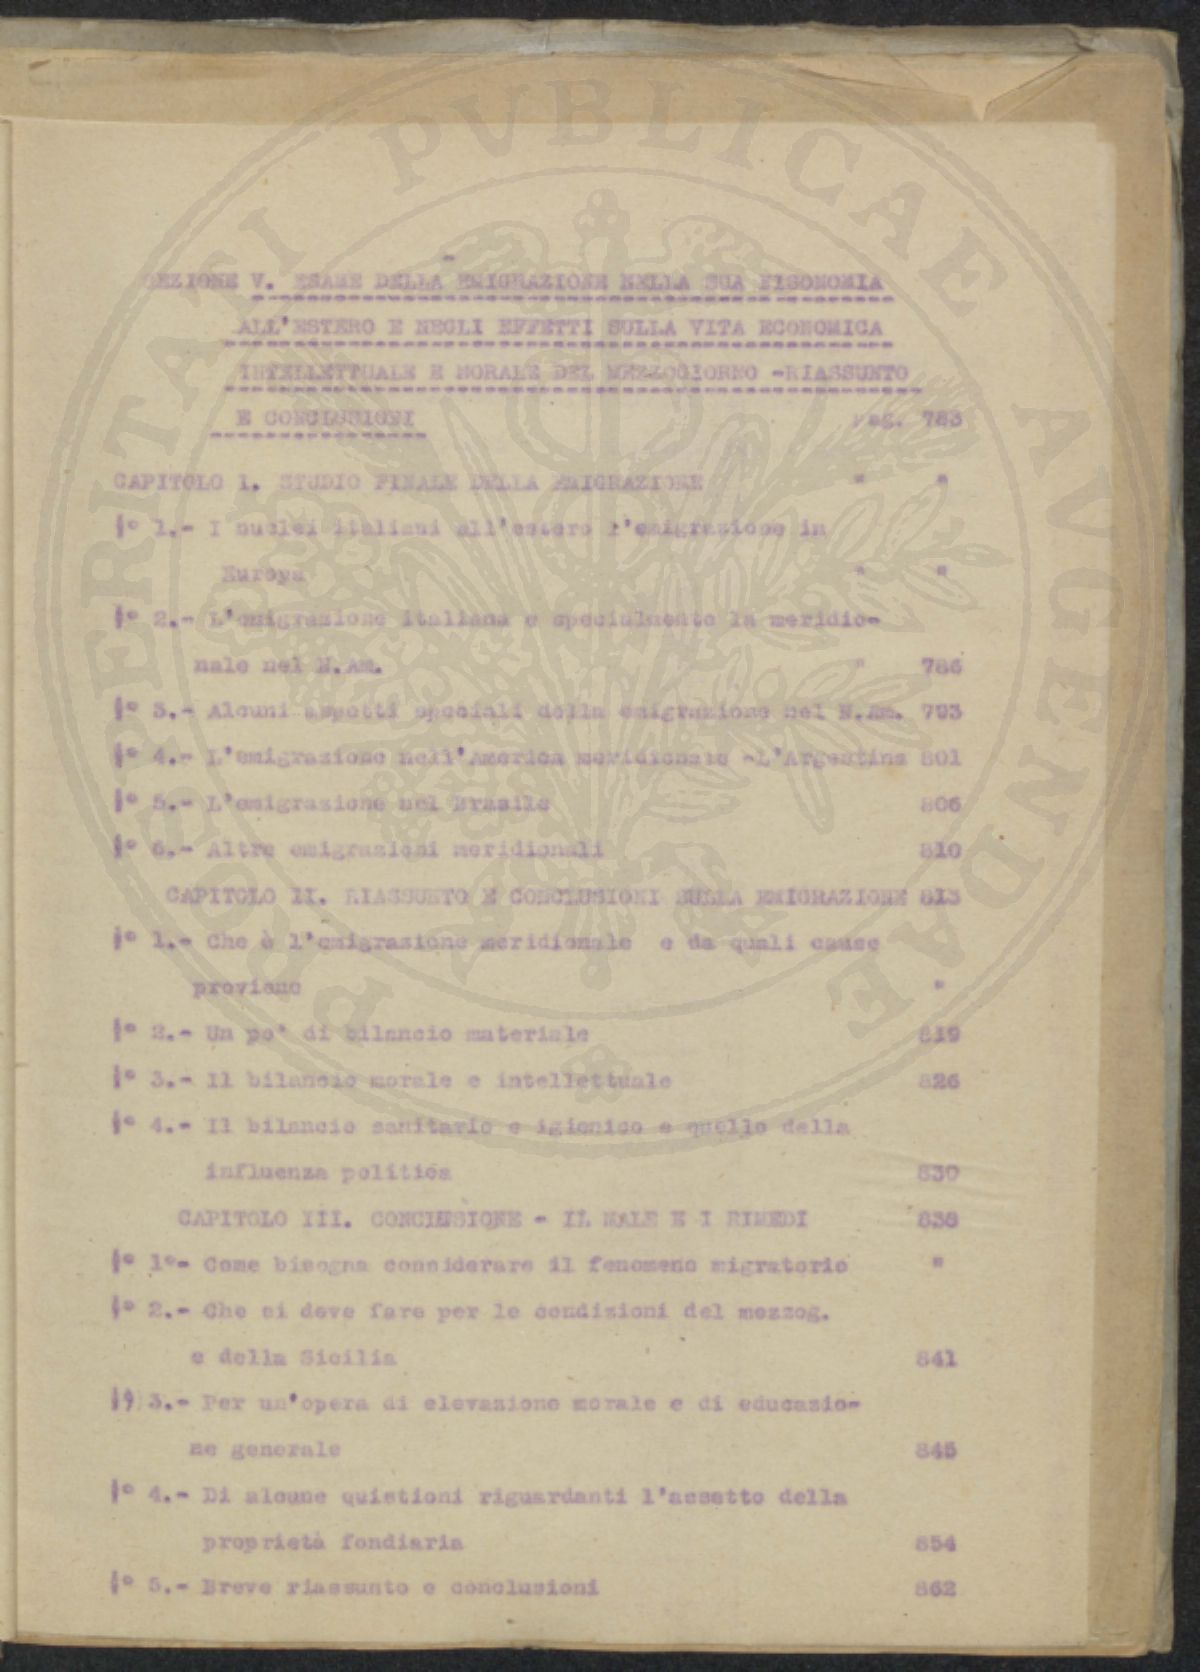 SEZIONE V. ESAME DELLA EMIGRAZIONE NELLA SUA FISONOMIA
ALL'ESTERO E NEGLI EFFETTI SULLA VITA ECONOMICA
INTELLETTUALE E MORALE DEL MEZZOGIORNO -RIASSUNTO
E CONCLUSIONI pag. 783
CAPITOLO I. STUDIO FINALE DELLA EMIGRAZIONE " "
§° 1.- I nuclei italiani all'estero l'emigrazione in
Europa " "
§° 2.- L'emigrazione italiana e specialmente la meridio-
nale nel N.Am. " 786
§° 3.- Alcuni aspetti speciali della emigrazione nel N.Am. 793
§° 4.- L'emigrazione nell'America meridionale -L'Argentina 801
§° 5.- L'emigrazione nel Brasile 806
§° 6.- Altre emigrazioni meridionali 810
CAPITOLO II. RIASSUNTO E CONCLUSIONI SULLA EMIGRAZIONE 813
§° 1.- Che è l'emigrazione meridionale e da quali cause
proviene "
§° 2.- Un po' di bilancio materiale 819
§° 3.- Il bilancio morale e intellettuale 826
§° 4.- Il bilancio sanitario e igienico e quello della
influenza politica 830
CAPITOLO III. CONCLUSIONE - IL MALE E I RIMEDI 838
§° 1°- Come bisogna considerare il fenomeno migratorio "
§° 2.- Che si deve fare per le condizioni del mezzog.
e della Sicilia 841
§) 3.- Per un'opera di elevazione morale e di educazio-
ne generale 845
§° 4.- Di alcune quistioni riguardanti l'assetto della
proprietà fondiaria 854
§° 5.- Breve riassunto e conclusioni 862
PROSPERITATI PVBLICAE AVGENDAE